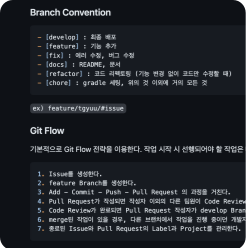 Branch Convention
- [develop] : 최종 배포
- [feature] : 기능 추가
- [fix] : 에러 수정, 버그 수정
- [docs] : README, 문서
- [refactor] : 코드 리펙토링 (기능 변경 없이 코드만 수정할 때)
- [chore] : gradle 세팅, 위의 것 이외에 거의 모든 것
ex) feature/tgyuu/#issue
Git Flow
기본적으로 Git Flow 전략을 이용한다. 작업 시작 시 선행되어야 할 작업은
1. Issue를 생성한다.
2. feature Branch를 생성한다.
3. Add - Commit - Push - Pull Request 의 과정을 거친다.
4. Pull Request가 작성되면 작성자 이외의 다른 팀원이 Code Review
5. Code Review가 완료되면 Pull Request 작성자가 develop Bran
6. merge된 작업이 있을 경우, 다른 브랜치에서 작업을 진행 중이던 개발자
7. 종료된 Issue와 Pull Request의 Label과 Project를 관리한다.